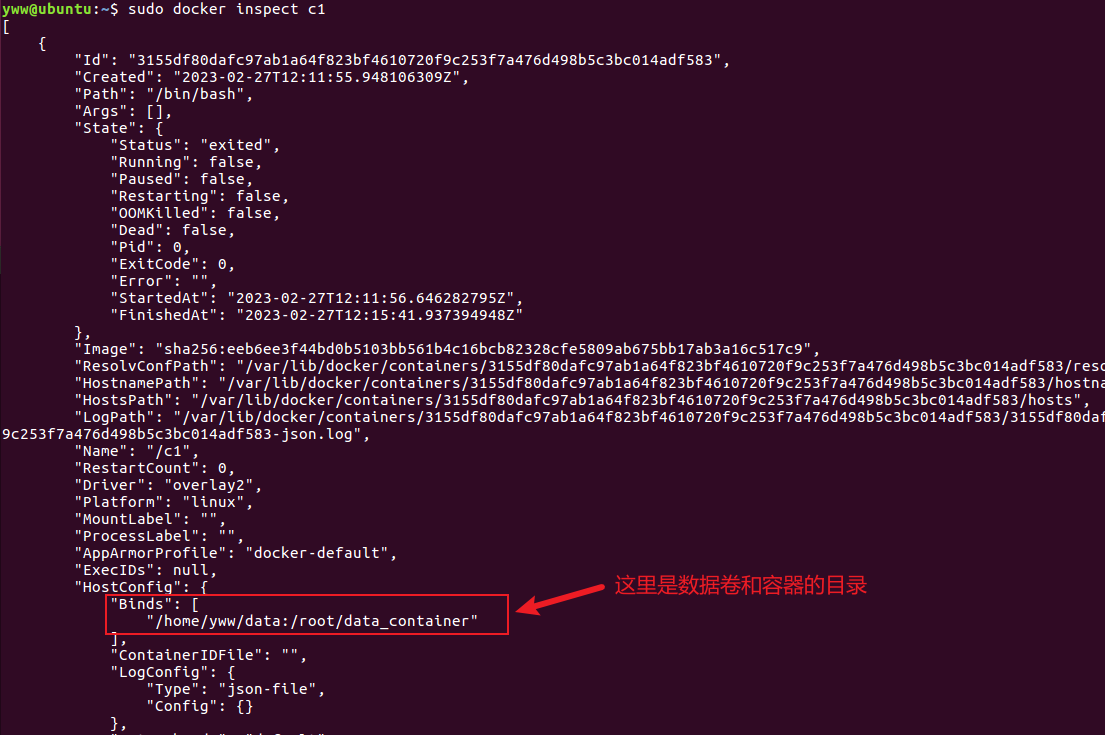 yww@ubuntu:~$ sudo docker inspect c1
[
    {
        "Id": "3155df80dafc97ab1a64f823bf4610720f9c253f7a476d498b5c3bc014adf583",
        "Created": "2023-02-27T12:11:55.948106309Z",
        "Path": "/bin/bash",
        "Args": [],
        "State": {
            "Status": "exited",
            "Running": false,
            "Paused": false,
            "Restarting": false,
            "OOMKilled": false,
            "Dead": false,
            "Pid": 0,
            "ExitCode": 0,
            "Error": "",
            "StartedAt": "2023-02-27T12:11:56.646282795Z",
            "FinishedAt": "2023-02-27T12:15:41.937394948Z"
        },
        "Image": "sha256:eeb6ee3f44bd0b5103bb561b4c16bcb82328cfe5809ab675bb17ab3a16c517c9",
        "ResolvConfPath": "/var/lib/docker/containers/3155df80dafc97ab1a64f823bf4610720f9c253f7a476d498b5c3bc014adf583/reso
        "HostnamePath": "/var/lib/docker/containers/3155df80dafc97ab1a64f823bf4610720f9c253f7a476d498b5c3bc014adf583/hostna
        "HostsPath": "/var/lib/docker/containers/3155df80dafc97ab1a64f823bf4610720f9c253f7a476d498b5c3bc014adf583/hosts",
        "LogPath": "/var/lib/docker/containers/3155df80dafc97ab1a64f823bf4610720f9c253f7a476d498b5c3bc014adf583/3155df80daf
9c253f7a476d498b5c3bc014adf583-json.log",
        "Name": "/c1",
        "RestartCount": 0,
        "Driver": "overlay2",
        "Platform": "linux",
        "MountLabel": "",
        "ProcessLabel": "",
        "AppArmorProfile": "docker-default",
        "ExecIDs": null,
        "HostConfig": {
这里是数据卷和容器的目录
            "Binds": [
                "/home/yww/data:/root/data_container"
            ],
            "ContainerIDFile": "",
            "LogConfig": {
                "Type": "json-file",
                "Config": {}
            },